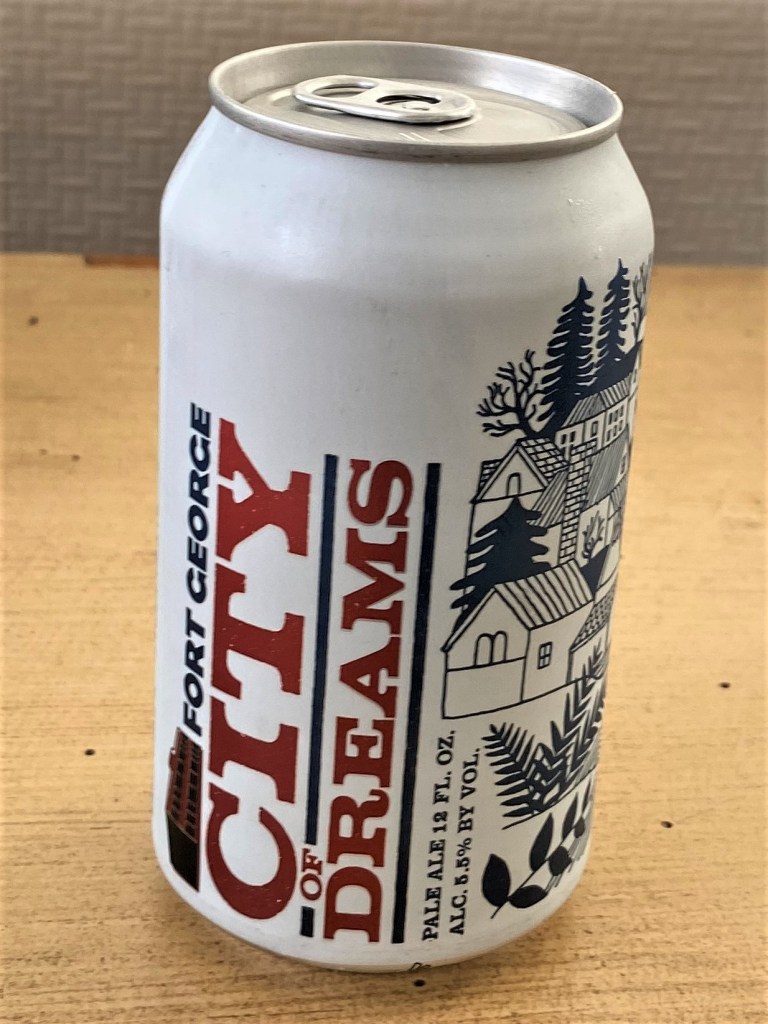 FORT GEORGE
CITY
OF
DREAMS
PALE ALE 12 FL. OZ.
ALC. 5.5% BY VOL.